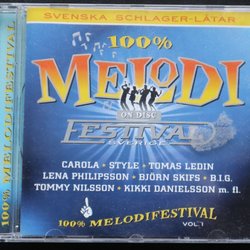 SVENSKA SCHLAGER-LÅTAR
100%
MELODI
ON DISC
FESTIVAL
SVERIGE
CAROLA • STYLE • TOMAS LEDIN
LENA PHILIPSSON • BJÖRN SKIFS • B.I.G.
TOMMY NILSSON • KIKKI DANIELSSON m. fl.
100% MELODIFESTIVAL
VOL. 1
100% MELODIFESTIVAL